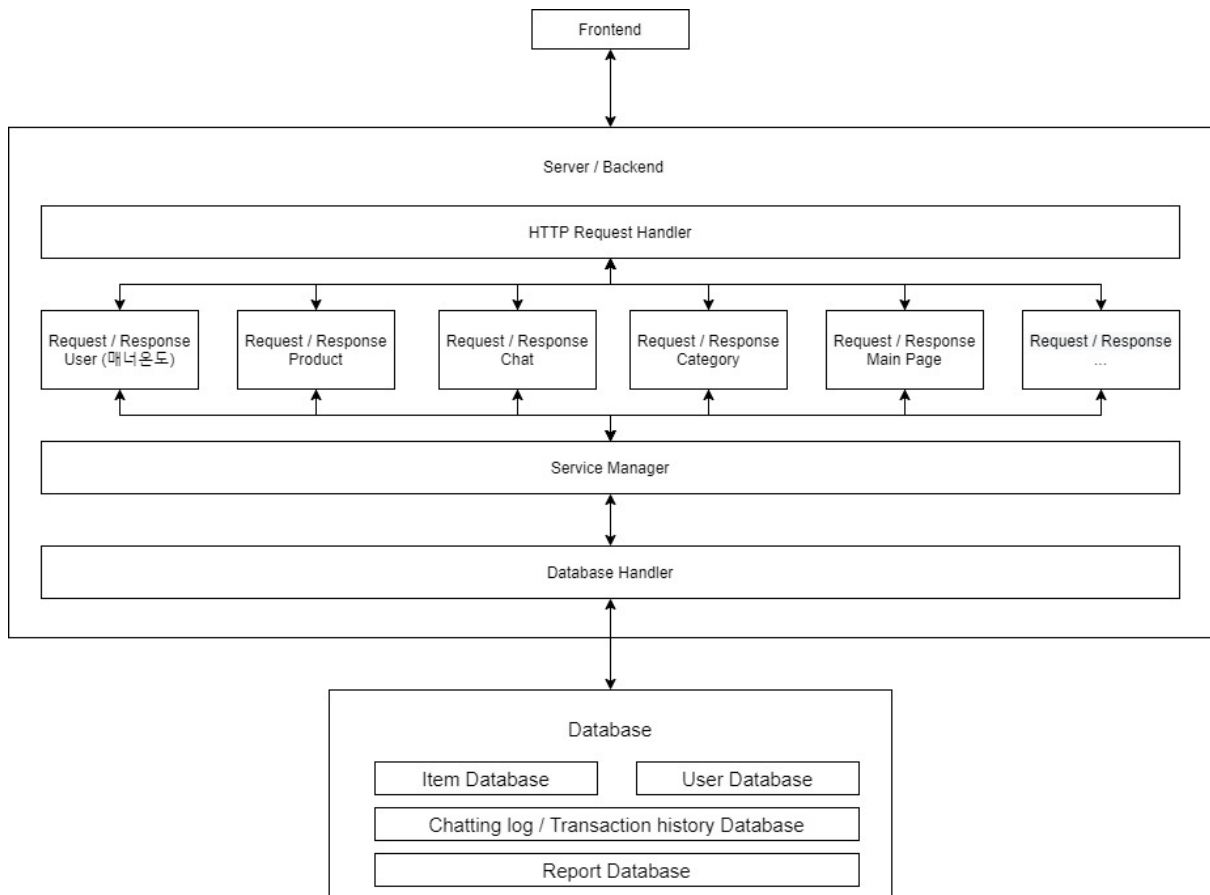 Frontend
Server / Backend
HTTP Request Handler
Request / Response
User (매너온도)
Request / Response
Product
Request / Response
Chat
Request / Response
Category
Request / Response
Main Page
Request / Response
...
Service Manager
Database Handler
Database
Item Database
User Database
Chatting log / Transaction history Database
Report Database